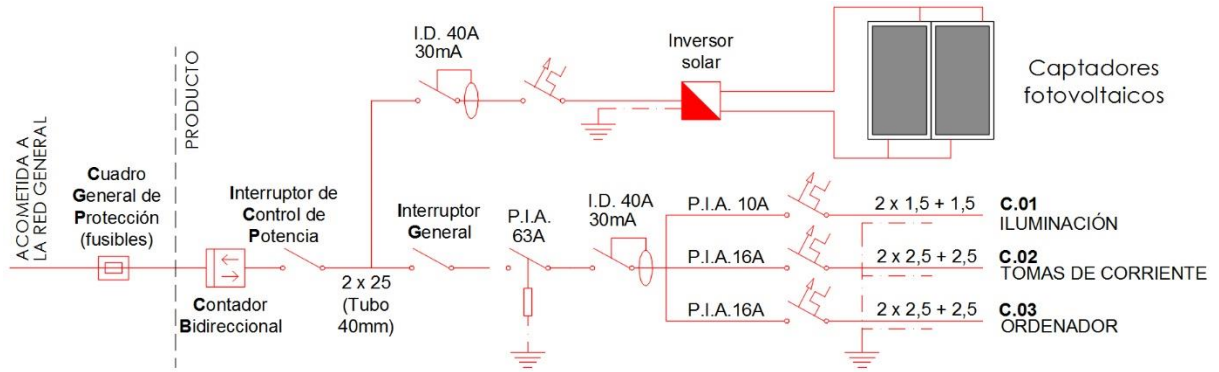 ACOMETIDA A
LA RED GENERAL
Cuadro
General de
Protección
(fusibles)
PRODUCTO
Contador
Bidireccional
Interruptor de
Control de
Potencia
2 x 25
(Tubo
40mm)
I.D. 40A
30mA
Inversor
solar
Captadores
fotovoltaicos
Interruptor
General
P.I.A.
63A
I.D. 40A
30mA
P.I.A. 10A
2 x 1,5 + 1,5
C.01
ILUMINACIÓN
P.I.A.16A
2 x 2,5 + 2,5
C.02
TOMAS DE CORRIENTE
P.I.A.16A
2 x 2,5 + 2,5
C.03
ORDENADOR